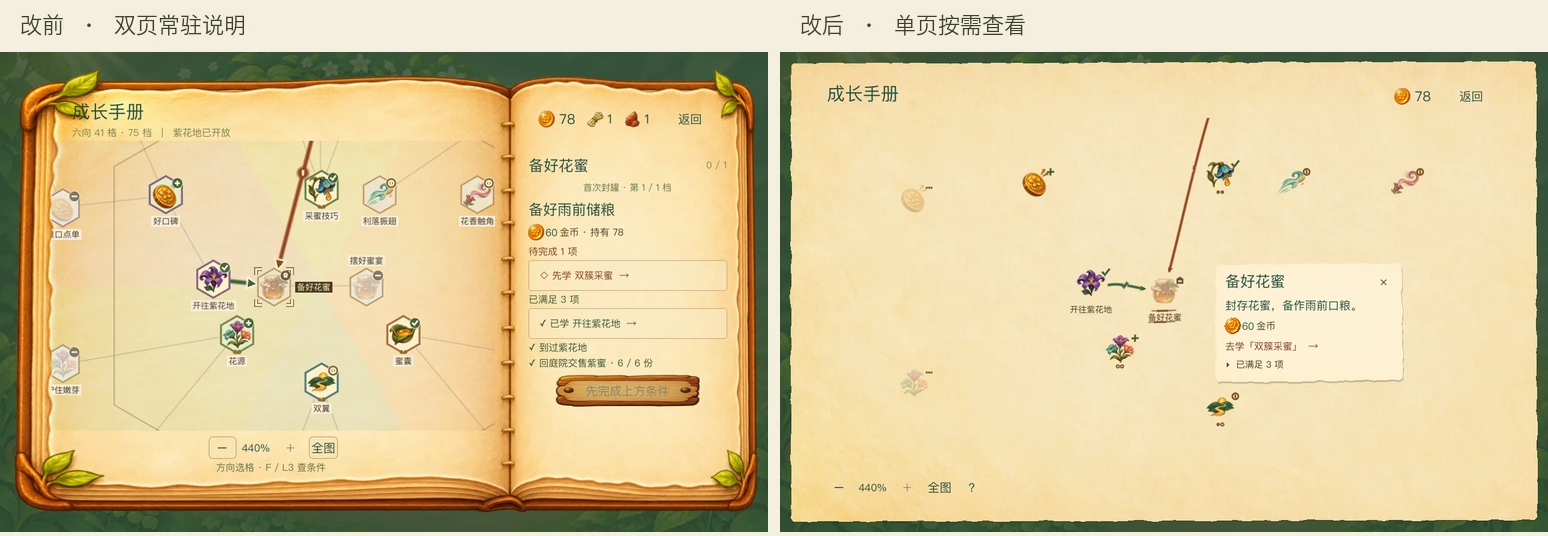 改前 · 双页常驻说明
成长手册
六向 41 格 · 75 档 | 紫花地已开放
好口碑
采蜜技巧
利落振翅
花香触角
口点单
摆好蜜宴
备好花蜜
开往紫花地
花源
蜜囊
住嫩芽
双翼
− 440% + 全图
方向选格 · F / L3 查条件
78 1 1 返回
备好花蜜 0 / 1
首次封罐 · 第 1 / 1 档
备好雨前储粮
60 金币 · 持有 78
待完成 1 项
◇ 先学 双簇采蜜 →
已满足 3 项
✓ 已学 开往紫花地 →
✓ 到过紫花地
✓ 回庭院交售紫蜜 · 6 / 6 份
先完成上方条件
改后 · 单页按需查看
成长手册
78 返回
开往紫花地
备好花蜜
备好花蜜 ×
封存花蜜，备作雨前口粮。
60 金币
去学「双簇采蜜」 →
已满足 3 项
− 440% + 全图 ?